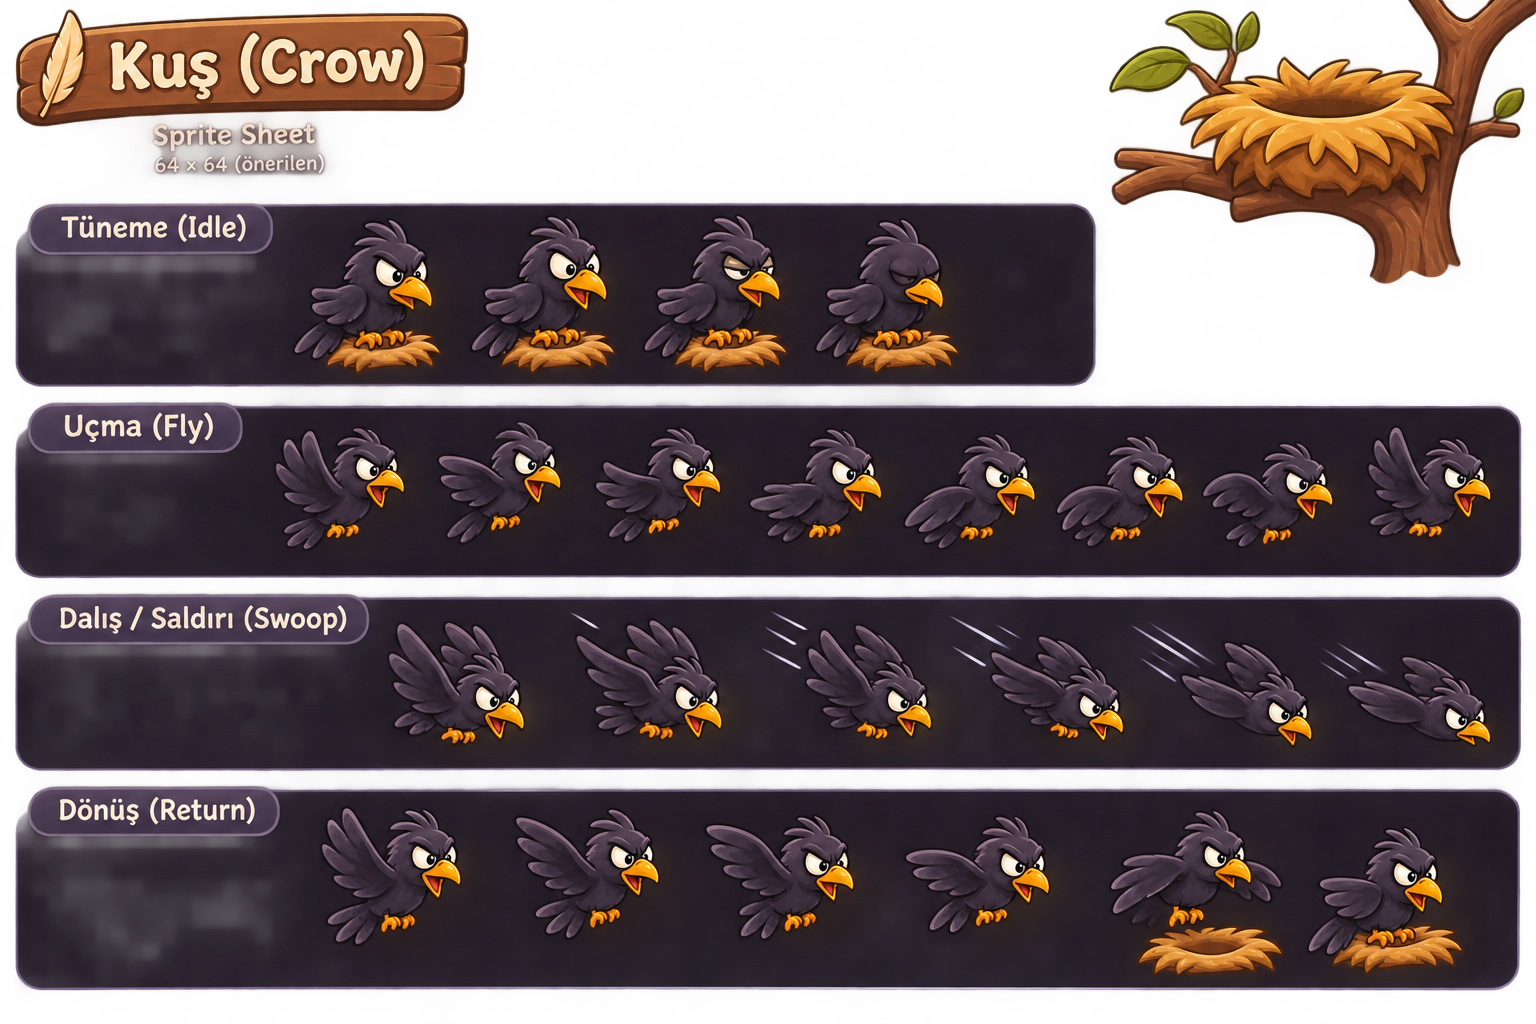 Kuş (Crow)
Sprite Sheet
64 × 64 (önerilen)
Tüneme (Idle)
Uçma (Fly)
Dalış / Saldırı (Swoop)
Dönüş (Return)